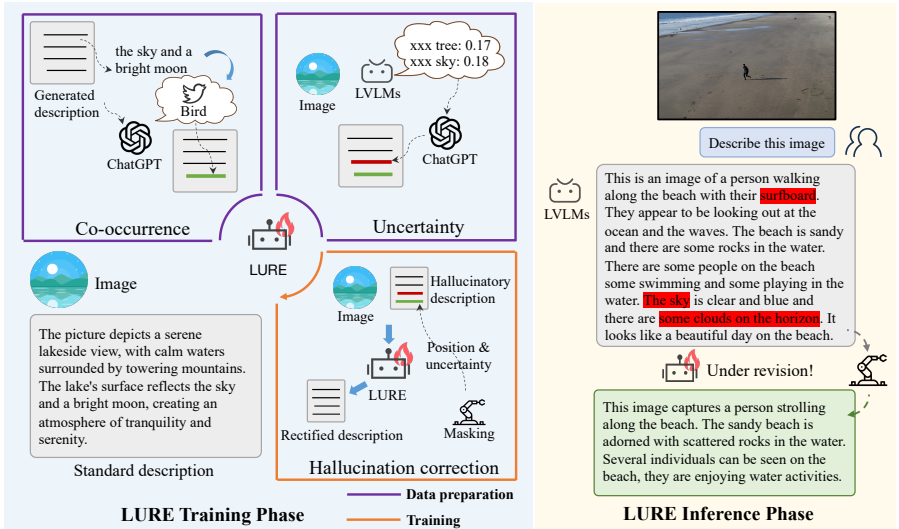 the sky and a
bright moon
Bird
Generated
description
ChatGPT
Co-occurrence
xxx tree: 0.17
xxx sky: 0.18
Image
LVLMs
ChatGPT
Uncertainty
LURE
Image
The picture depicts a serene
lakeside view, with calm waters
surrounded by towering mountains.
The lake's surface reflects the sky
and a bright moon, creating an
atmosphere of tranquility and
serenity.
Standard description
Image
Hallucinatory
description
Position &
uncertainty
LURE
Rectified description
Masking
Hallucination correction
LURE Training Phase
Data preparation
Training
Describe this image
LVLMs
This is an image of a person walking
along the beach with their surfboard.
They appear to be looking out at the
ocean and the waves. The beach is sandy
and there are some rocks in the water.
There are some people on the beach
some swimming and some playing in the
water. The sky is clear and blue and
there are some clouds on the horizon. It
looks like a beautiful day on the beach.
Under revision!
This image captures a person strolling
along the beach. The sandy beach is
adorned with scattered rocks in the water.
Several individuals can be seen on the
beach, they are enjoying water activities.
LURE Inference Phase